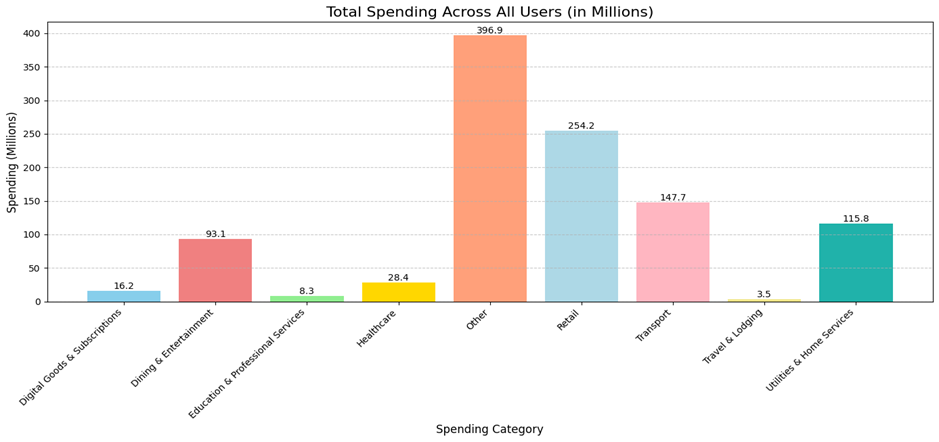 Total Spending Across All Users (in Millions)
Spending (Millions)
400
350
300
250
200
150
100
50
0
16.2
93.1
8.3
28.4
396.9
254.2
147.7
3.5
115.8
Digital Goods & Subscriptions
Dining & Entertainment
Education & Professional Services
Healthcare
Other
Retail
Transport
Travel & Lodging
Utilities & Home Services
Spending Category